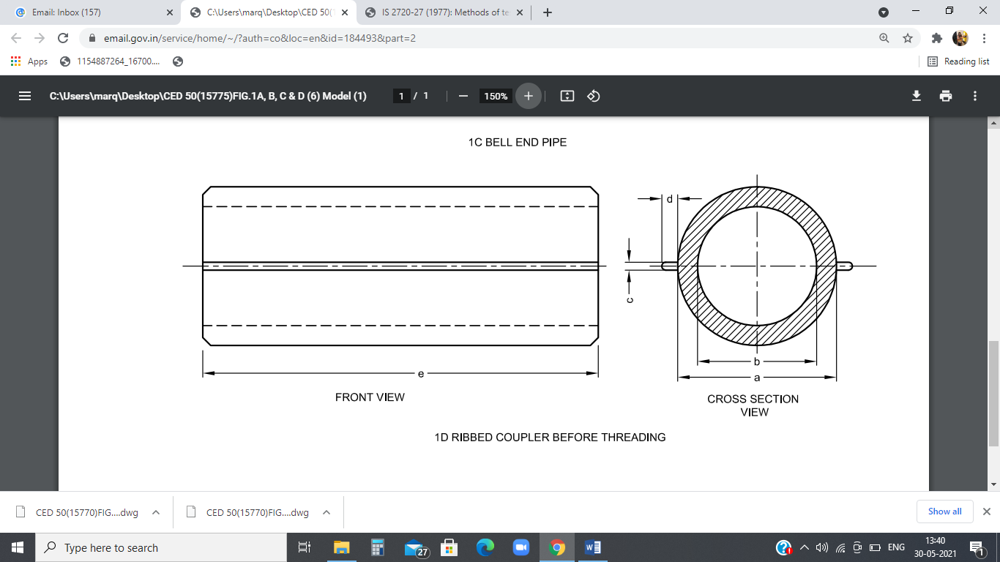 Email: Inbox (157)
C:\Users\marq\Desktop\CED 50(
IS 2720-27 (1977): Methods of te
email.gov.in/service/home/~/?auth=co&loc=en&id=184493&part=2
Apps
1154887264_16700....
Reading list
C:\Users\marq\Desktop\CED 50(15775)FIG.1A, B, C & D (6) Model (1)
1 / 1
150%
1C BELL END PIPE
d
c
b
a
e
FRONT VIEW
CROSS SECTION
VIEW
1D RIBBED COUPLER BEFORE THREADING
CED 50(15770)FIG....dwg
CED 50(15770)FIG....dwg
Show all
Type here to search
27
W
ENG
13:40
30-05-2021
1